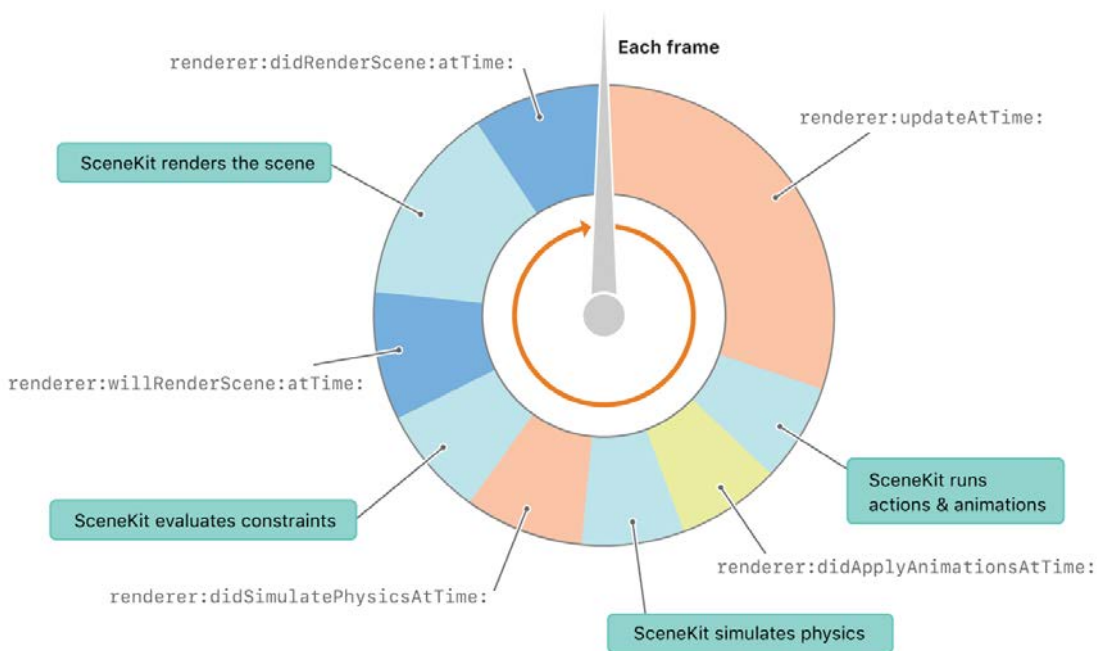 Each frame
renderer:didRenderScene:atTime:
renderer:updateAtTime:
SceneKit renders the scene
renderer:willRenderScene:atTime:
SceneKit runs
actions & animations
SceneKit evaluates constraints
renderer:didApplyAnimationsAtTime:
renderer:didSimulatePhysicsAtTime:
SceneKit simulates physics